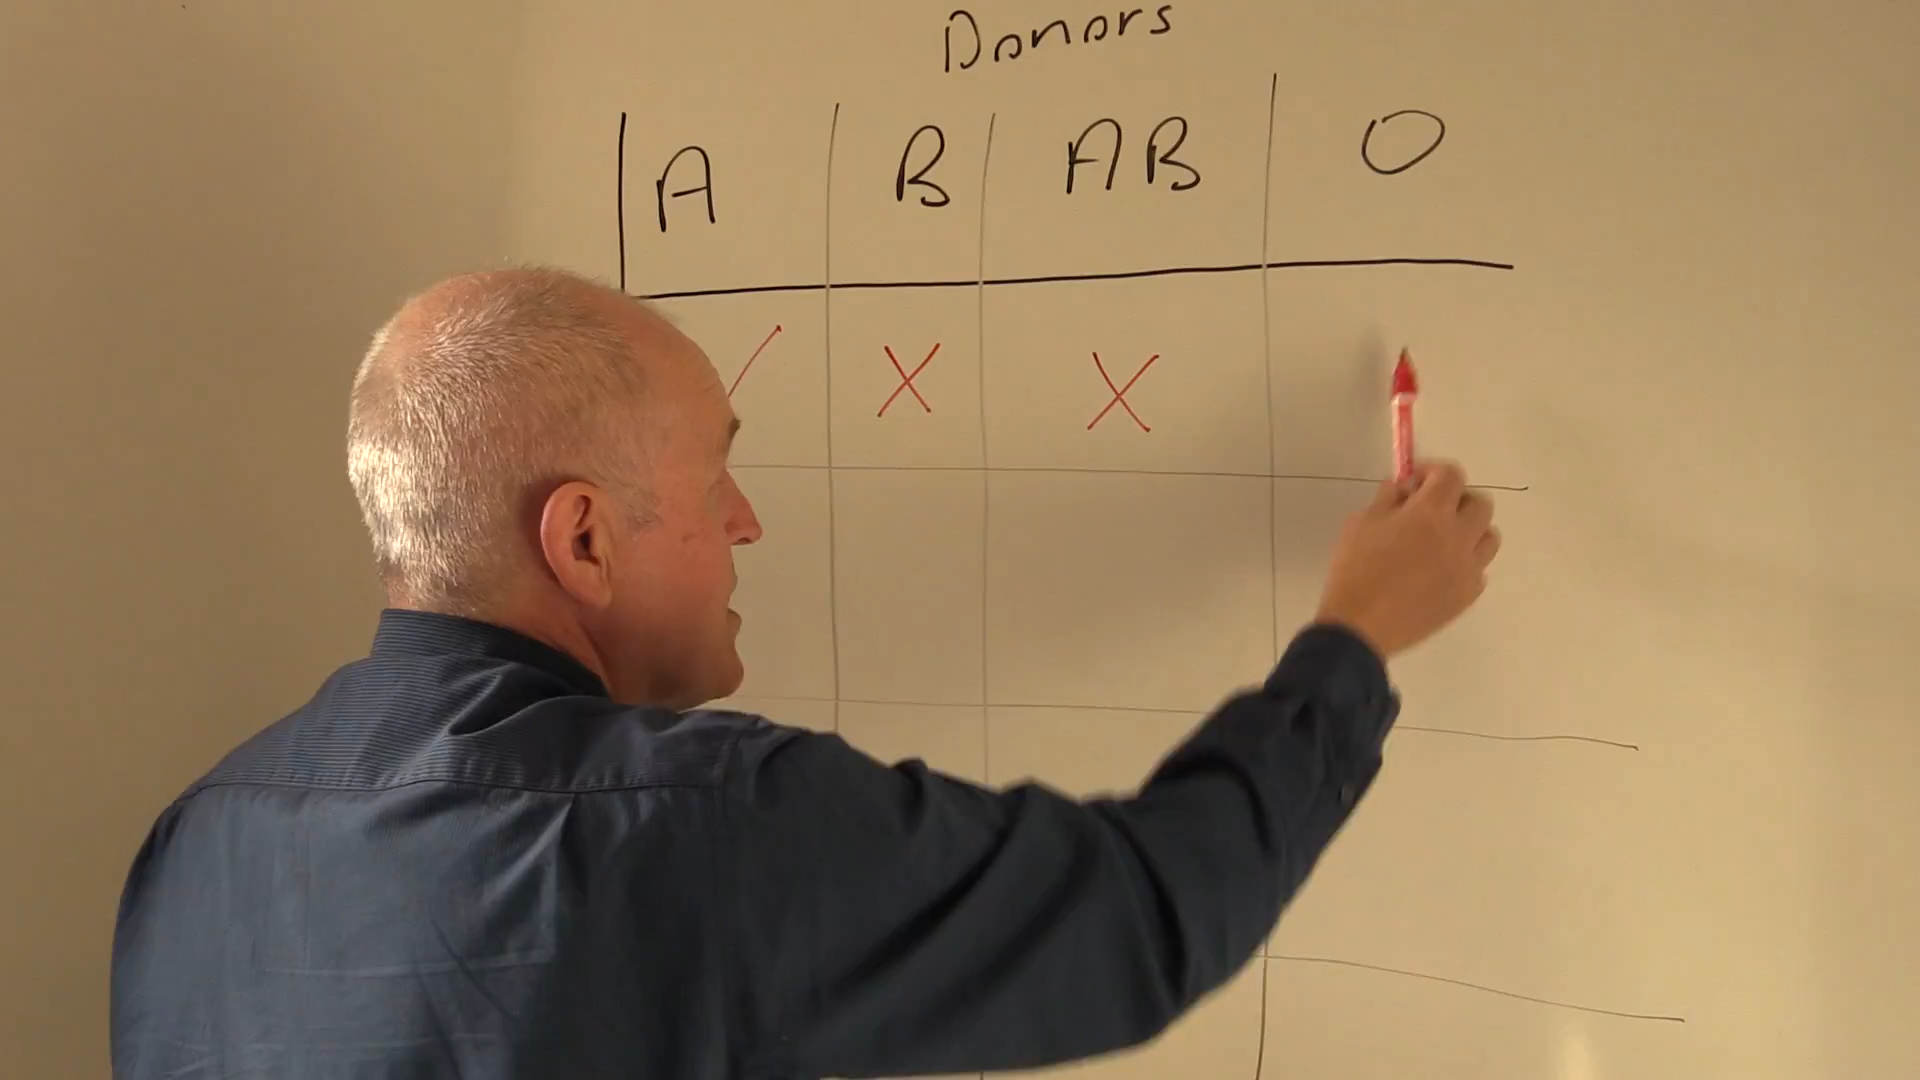 Donors
A B AB O
✓ X X